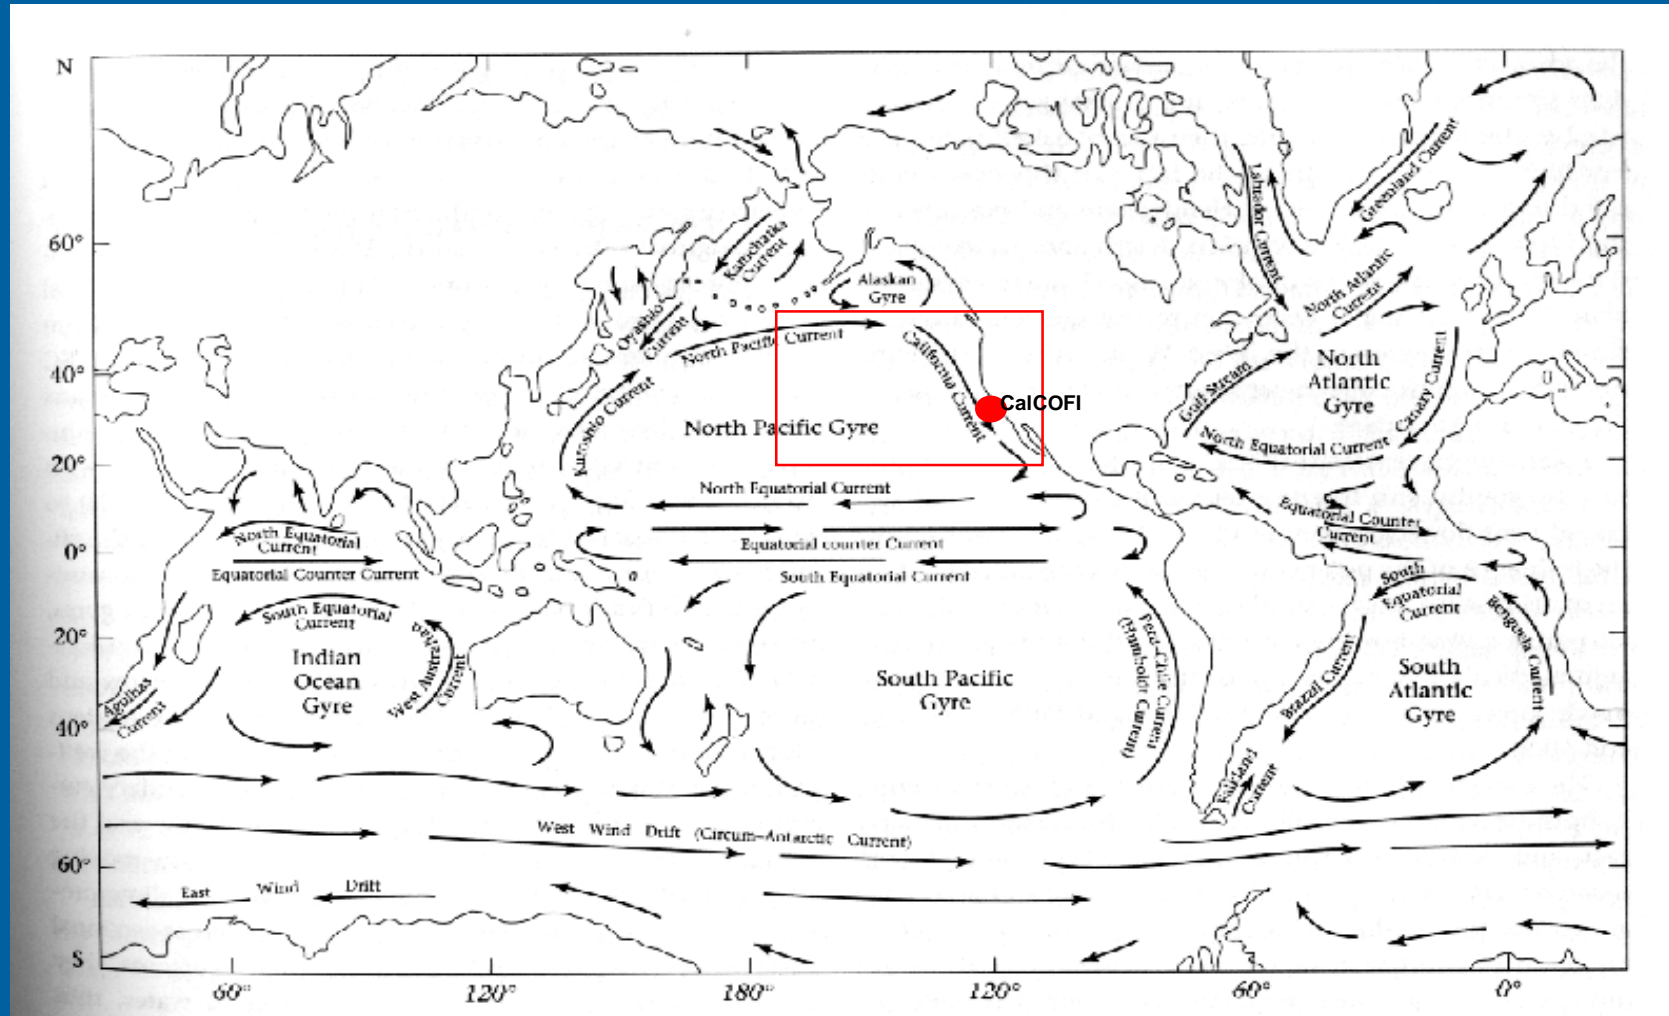 N
60°
40°
20°
0°
20°
40°
60°
S
60°
120°
180°
120°
60°
0°
Kamchatka
Current
Oyashio
Current
Alaskan
Gyre
North Pacific Current
California Current
CalCOFI
Kuroshio Current
North Pacific Gyre
North Equatorial Current
Equatorial counter Current
South Equatorial Current
South Pacific
Gyre
Peru-Chile Current
(Humbolor Current)
Labrador Current
Greenland Current
North Atlantic
Current
Gulf Stream
North
Atlantic
Gyre
Canary Current
North Equatorial Current
Equatorial Counter
Current
South
Equatorial
Current
Benguela Current
Brazal Current
South
Atlantic
Gyre
Falrland
Current
North Equatorial
Current
Equatorial Counter Current
South Equatorial
Current
Indian
Ocean
Gyre
West Australian
Current
Agulhas
Current
West Wind Drift (Circum-Antarctic Current)
East Wind Drift